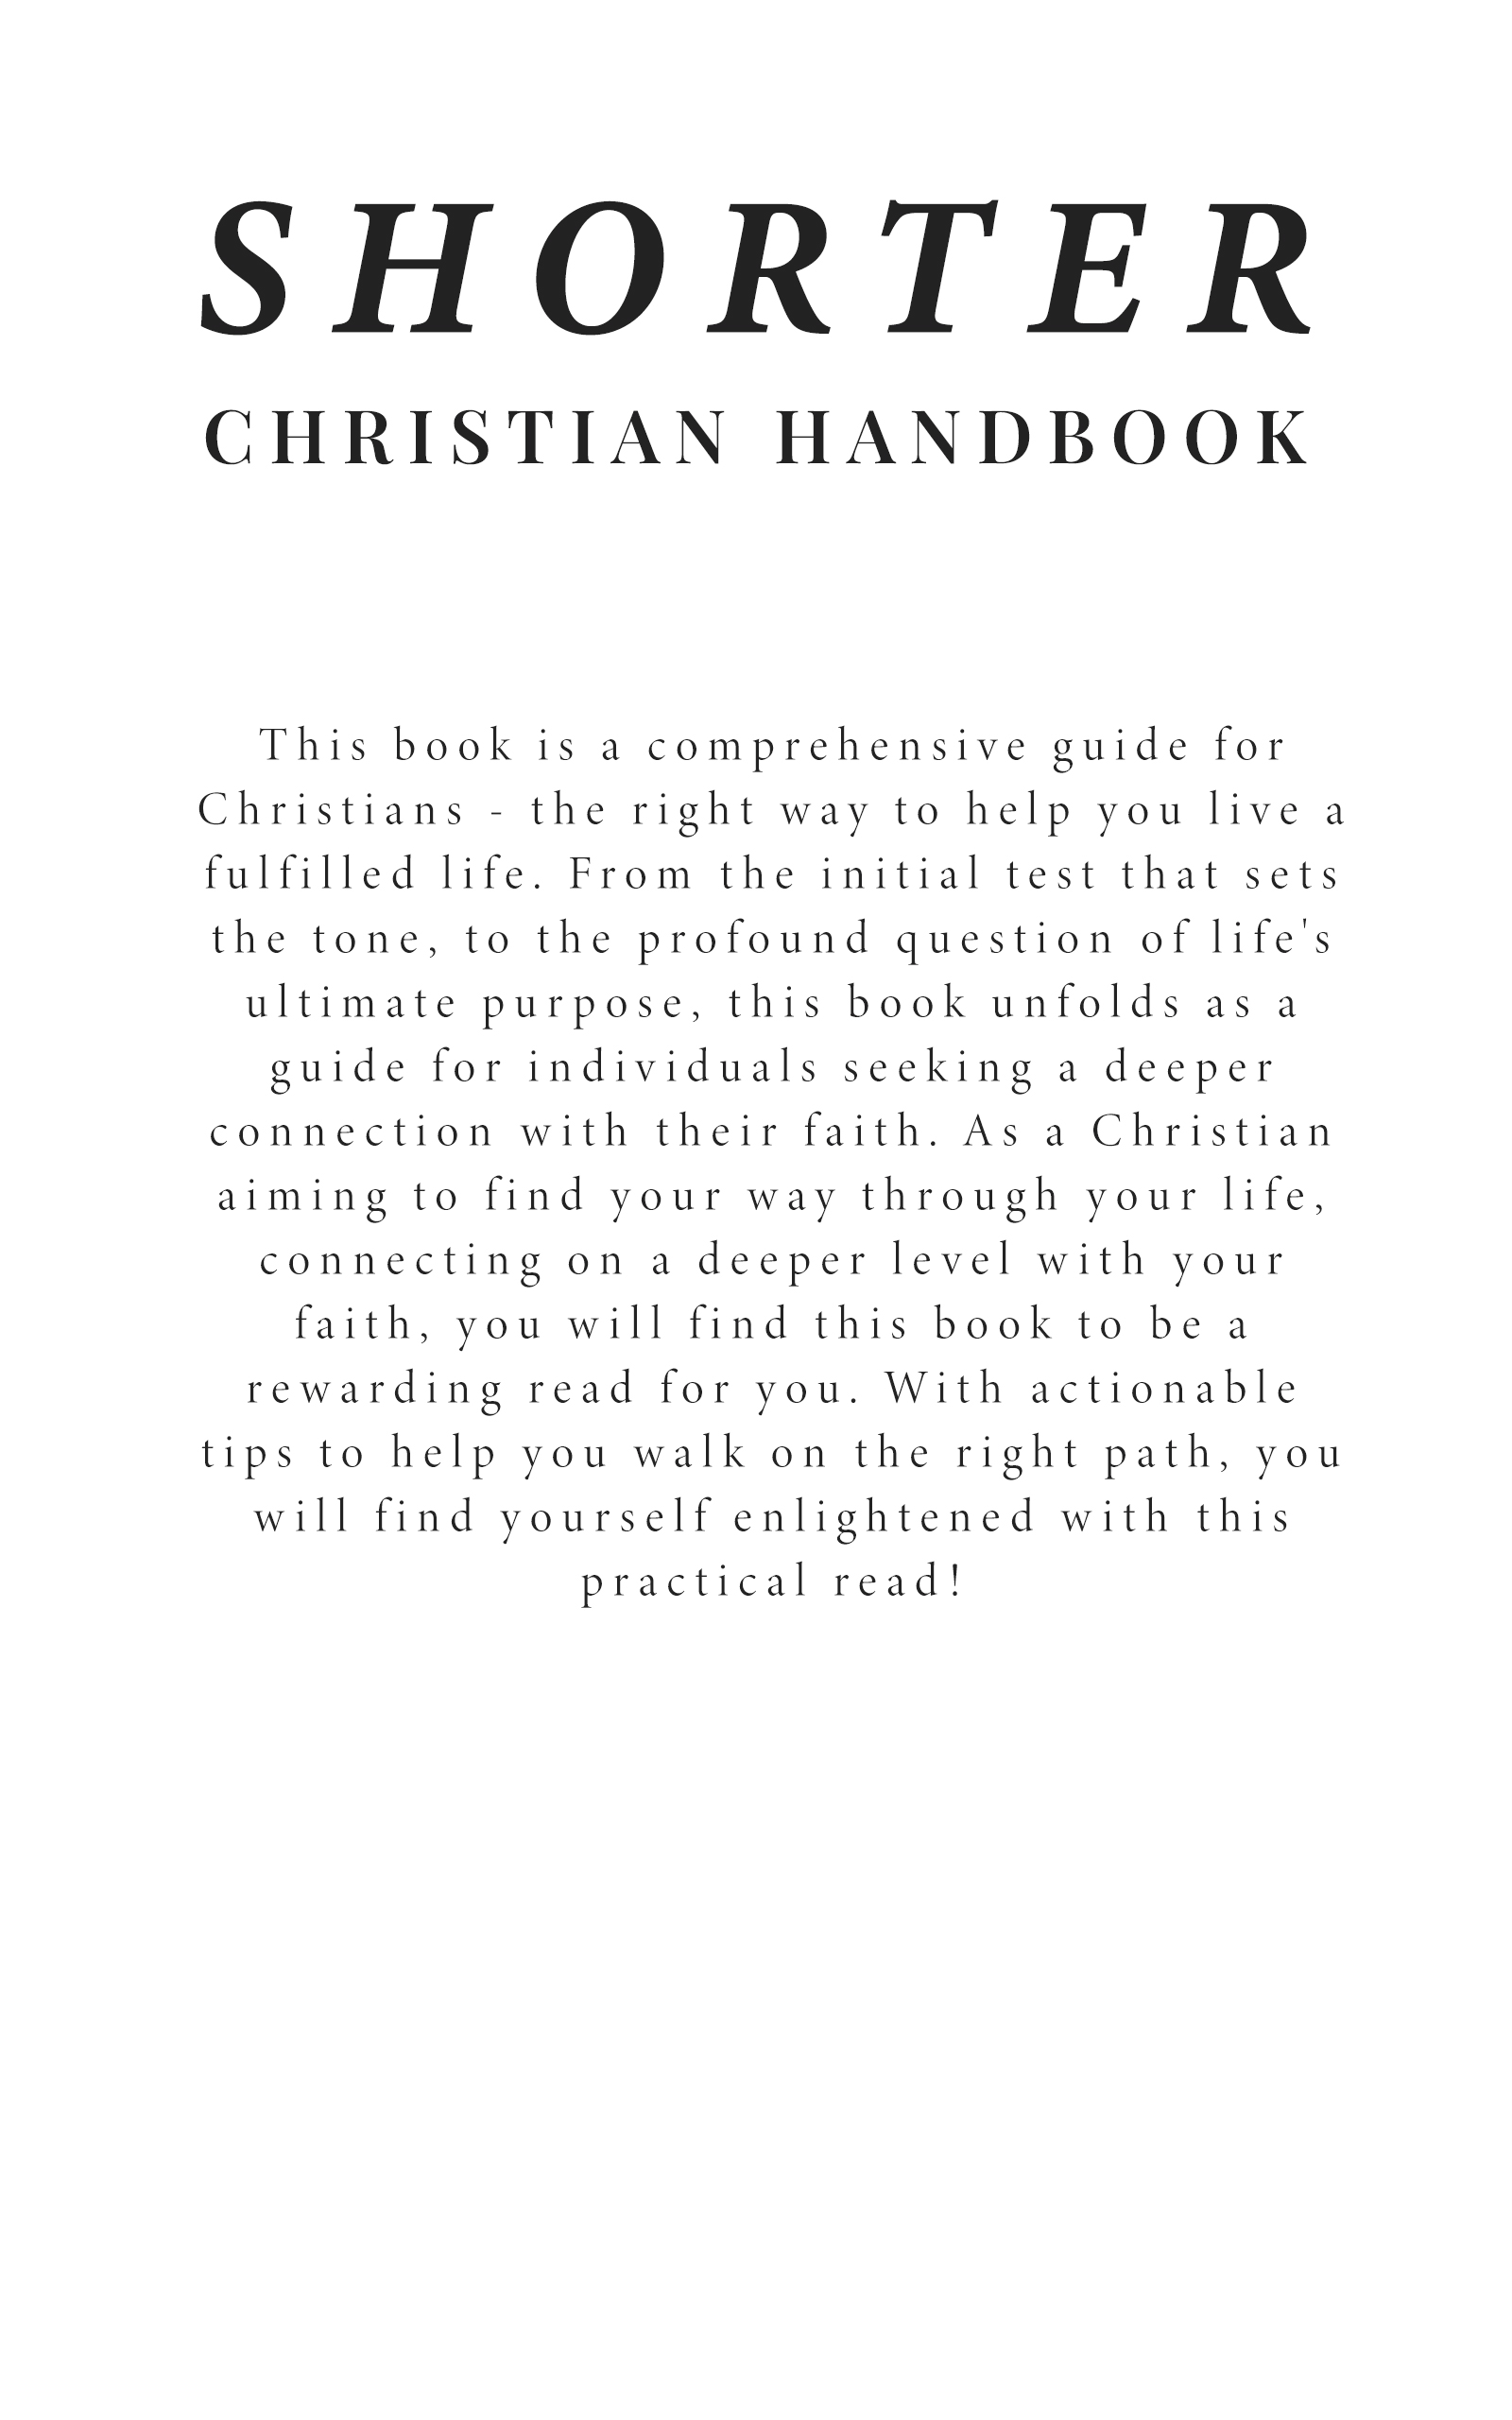 SHORTER
CHRISTIAN HANDBOOK
This book is a comprehensive guide for
Christians - the right way to help you live a
fulfilled life. From the initial test that sets
the tone, to the profound question of life's
ultimate purpose, this book unfolds as a
guide for individuals seeking a deeper
connection with their faith. As a Christian
aiming to find your way through your life,
connecting on a deeper level with your
faith, you will find this book to be a
rewarding read for you. With actionable
tips to help you walk on the right path, you
will find yourself enlightened with this
practical read!